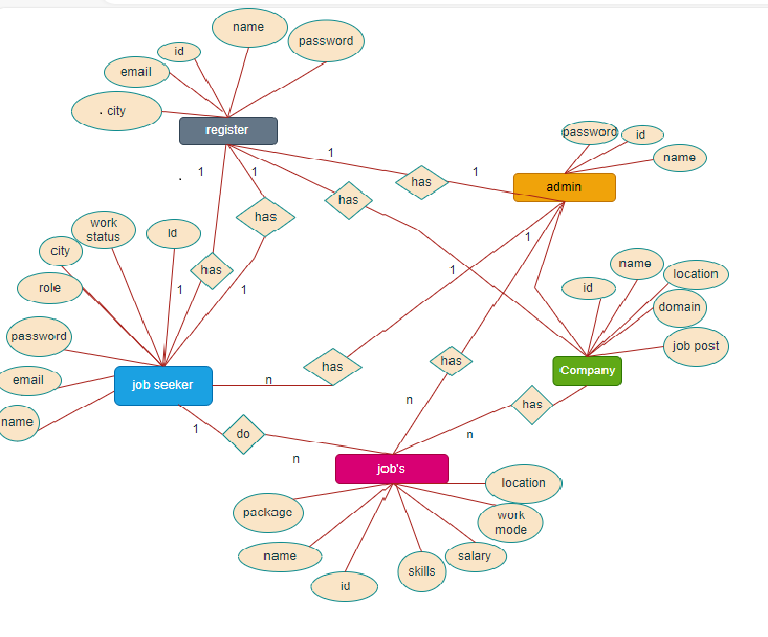 name
id
password
email
. city
register
1
password
id
name
1
1
1
has
admin
has
has
work
status
id
city
1
name
location
has
1
id
role
1
1
domain
password
job post
has
has
Company
email
job seeker
n
n
has
name
1
do
n
n
job's
location
package
work
mode
name
salary
skills
id